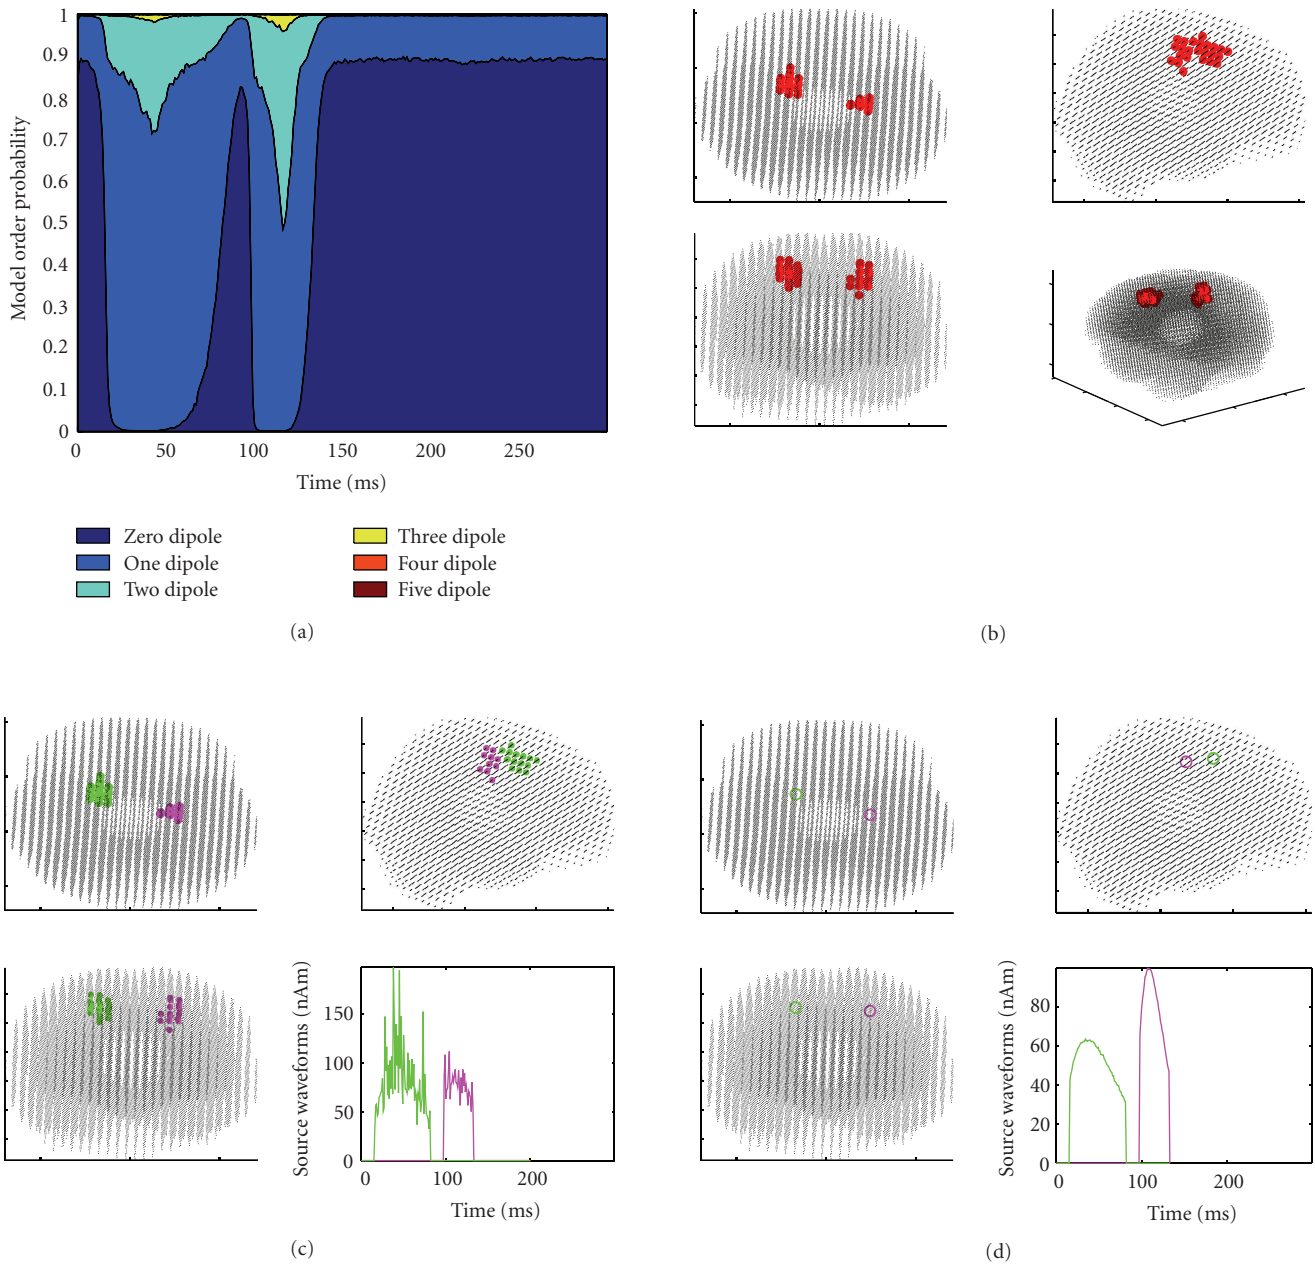 Model order probability
1
0.9
0.8
0.7
0.6
0.5
0.4
0.3
0.2
0.1
0
0 50 100 150 200 250
Time (ms)
Zero dipole
One dipole
Two dipole
Three dipole
Four dipole
Five dipole
(a)
(b)
Source waveforms (nAm)
150
100
50
0
0 100 200
Time (ms)
(c)
Source waveforms (nAm)
80
60
40
20
0
0 100 200
Time (ms)
(d)